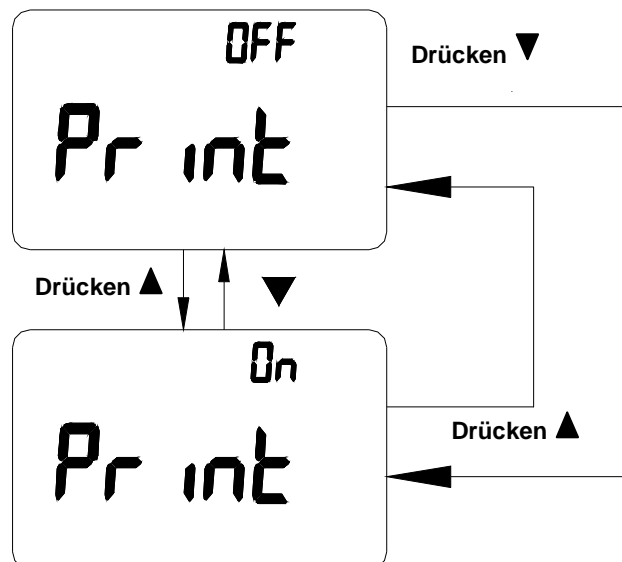 OFF
Drücken ▼
Print
Drücken ▲ ▼
On
Drücken ▲
Print